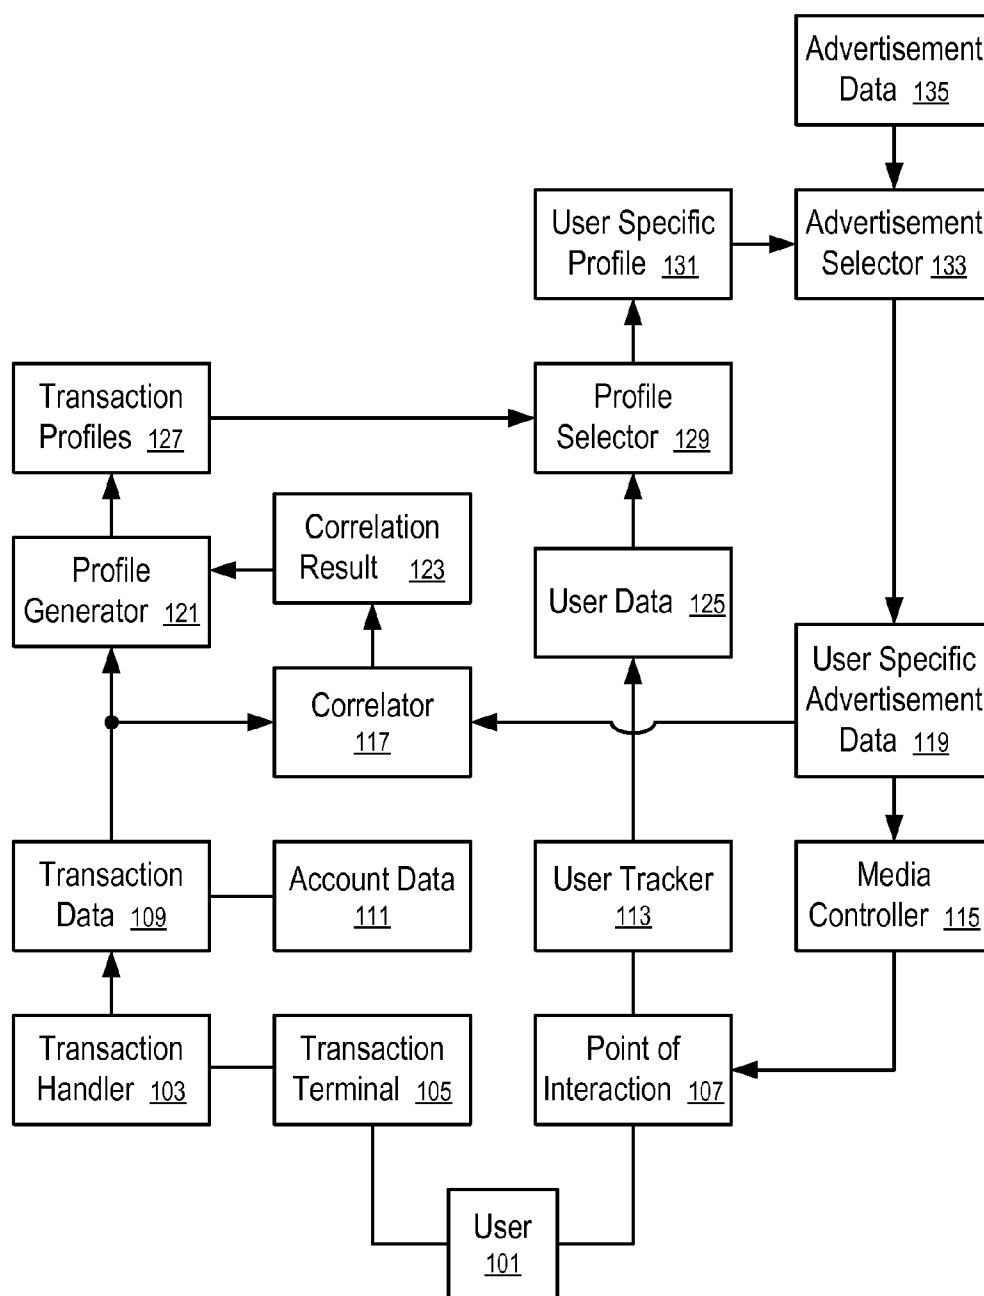 Advertisement
Data 135
User Specific
Profile 131
Advertisement
Selector 133
Transaction
Profiles 127
Profile
Selector 129
Correlation
Result 123
Profile
Generator 121
User Data 125
User Specific
Advertisement
Data 119
Correlator
117
Transaction
Data 109
Account Data
111
User Tracker
113
Media
Controller 115
Transaction
Handler 103
Transaction
Terminal 105
Point of
Interaction 107
User
101